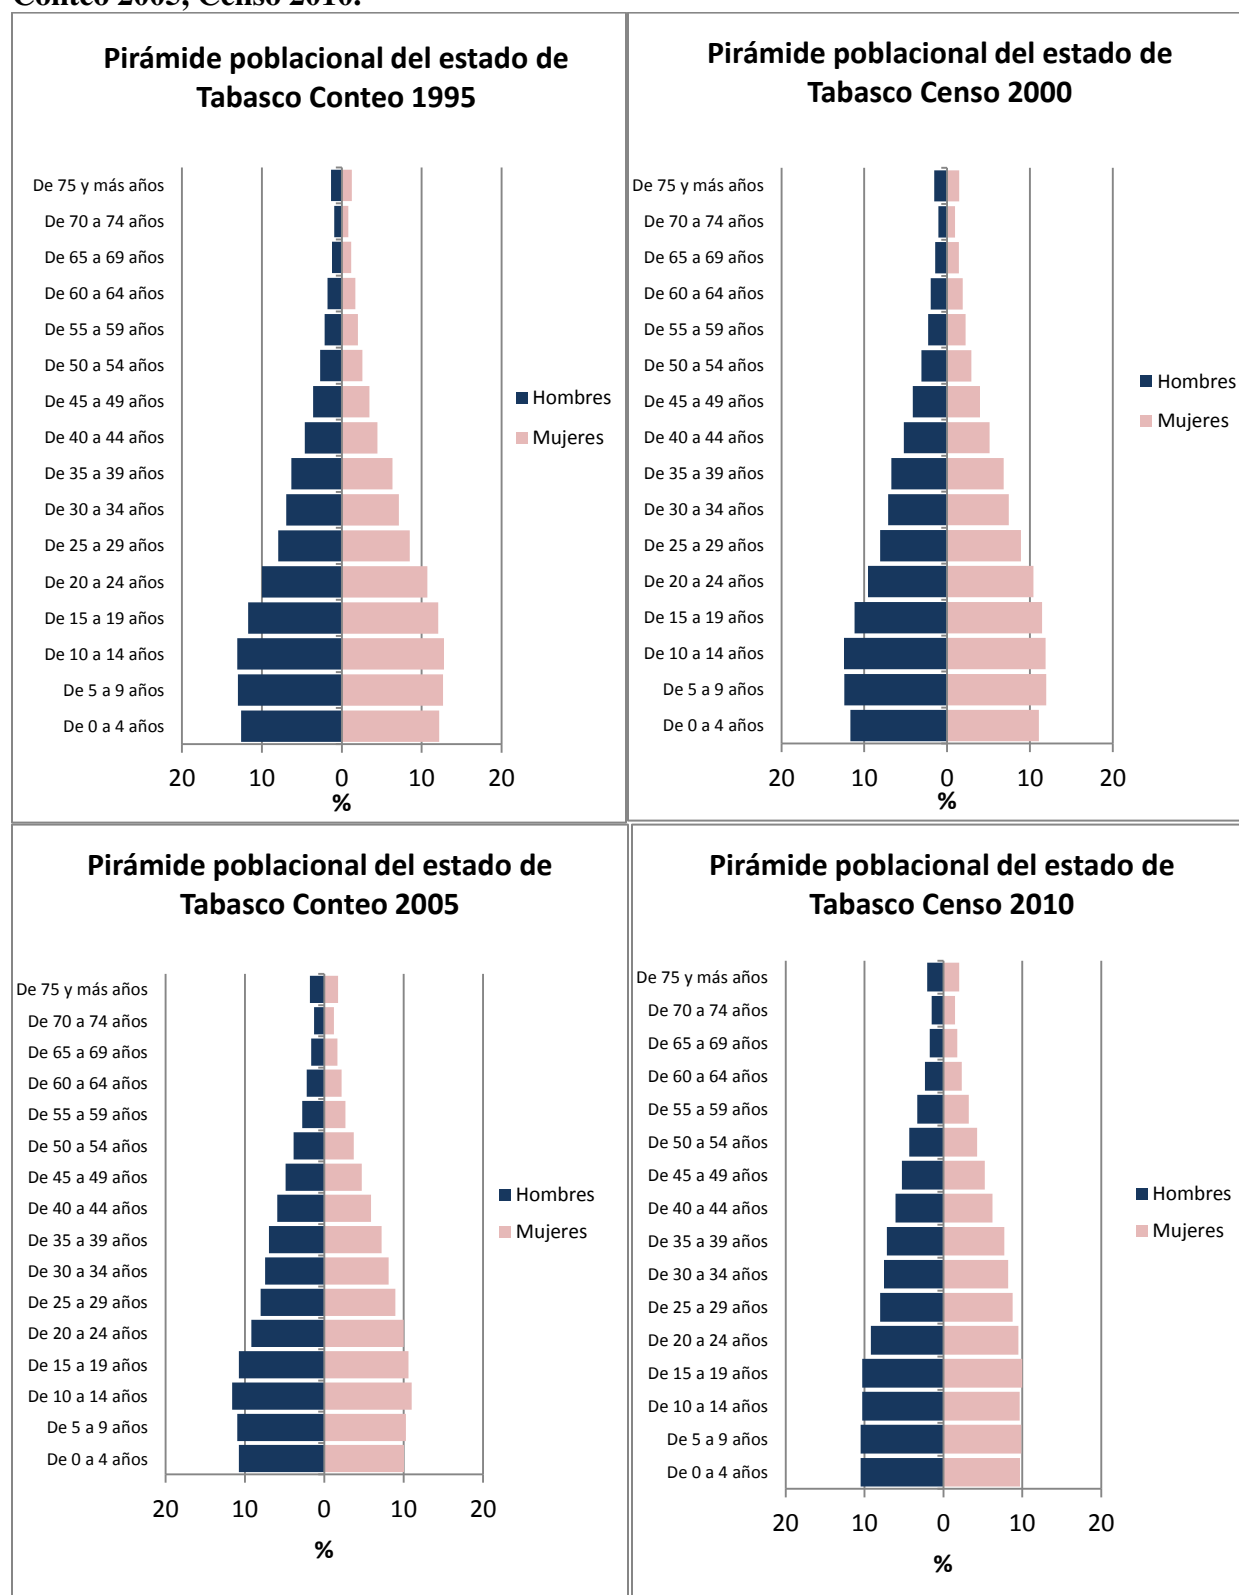 Conteo 2005, Censo 2010.
Pirámide poblacional del estado de
Tabasco Conteo 1995
De 75 y más años
De 70 a 74 años
De 65 a 69 años
De 60 a 64 años
De 55 a 59 años
De 50 a 54 años
De 45 a 49 años
De 40 a 44 años
De 35 a 39 años
De 30 a 34 años
De 25 a 29 años
De 20 a 24 años
De 15 a 19 años
De 10 a 14 años
De 5 a 9 años
De 0 a 4 años
20 10 0 10 20
%
Hombres
Mujeres
Pirámide poblacional del estado de
Tabasco Censo 2000
De 75 y más años
De 70 a 74 años
De 65 a 69 años
De 60 a 64 años
De 55 a 59 años
De 50 a 54 años
De 45 a 49 años
De 40 a 44 años
De 35 a 39 años
De 30 a 34 años
De 25 a 29 años
De 20 a 24 años
De 15 a 19 años
De 10 a 14 años
De 5 a 9 años
De 0 a 4 años
20 10 0 10 20
%
Hombres
Mujeres
Pirámide poblacional del estado de
Tabasco Conteo 2005
De 75 y más años
De 70 a 74 años
De 65 a 69 años
De 60 a 64 años
De 55 a 59 años
De 50 a 54 años
De 45 a 49 años
De 40 a 44 años
De 35 a 39 años
De 30 a 34 años
De 25 a 29 años
De 20 a 24 años
De 15 a 19 años
De 10 a 14 años
De 5 a 9 años
De 0 a 4 años
20 10 0 10 20
%
Hombres
Mujeres
Pirámide poblacional del estado de
Tabasco Censo 2010
De 75 y más años
De 70 a 74 años
De 65 a 69 años
De 60 a 64 años
De 55 a 59 años
De 50 a 54 años
De 45 a 49 años
De 40 a 44 años
De 35 a 39 años
De 30 a 34 años
De 25 a 29 años
De 20 a 24 años
De 15 a 19 años
De 10 a 14 años
De 5 a 9 años
De 0 a 4 años
20 10 0 10 20
%
Hombres
Mujeres